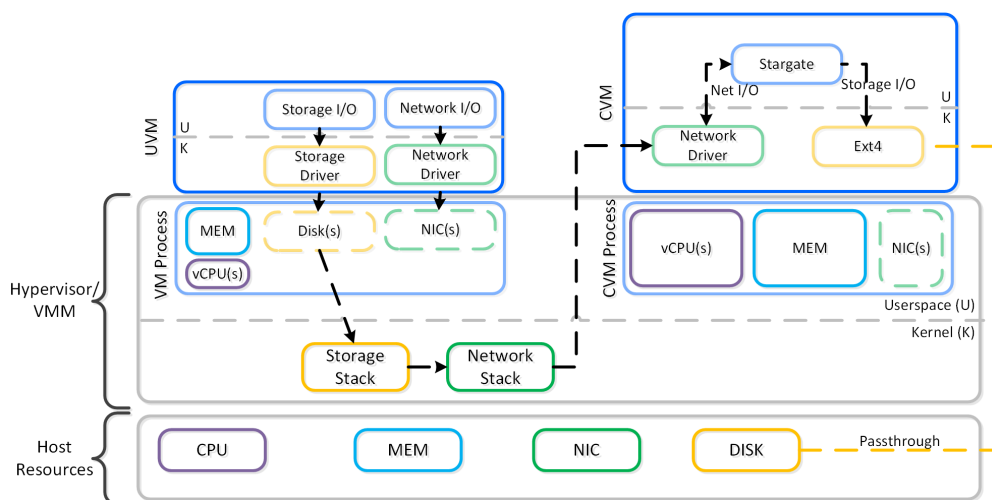 UVM
Storage I/O
Network I/O
U
K
Storage
Driver
Network
Driver
CVM
Stargate
Net I/O
Storage I/O
U
K
Network
Driver
Ext4
Hypervisor/
VMM
VM Process
MEM
vCPU(s)
Disk(s)
NIC(s)
CVM Process
vCPU(s)
MEM
NIC(s)
Userspace (U)
Kernel (K)
Storage
Stack
Network
Stack
Host
Resources
CPU
MEM
NIC
DISK
Passthrough